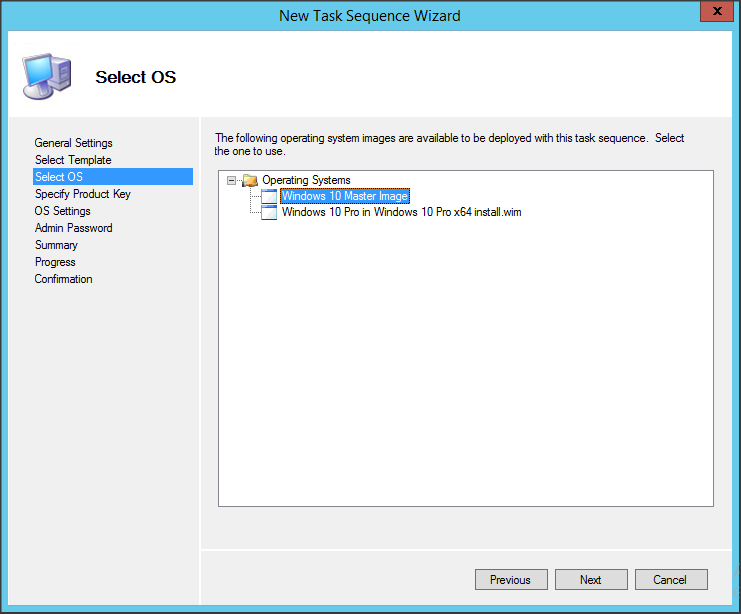 New Task Sequence Wizard
x
Select OS
General Settings
Select Template
Select OS
Specify Product Key
OS Settings
Admin Password
Summary
Progress
Confirmation
The following operating system images are available to be deployed with this task sequence.  Select
the one to use.
Operating Systems
Windows 10 Master Image
Windows 10 Pro in Windows 10 Pro x64 install.wim
Previous
Next
Cancel